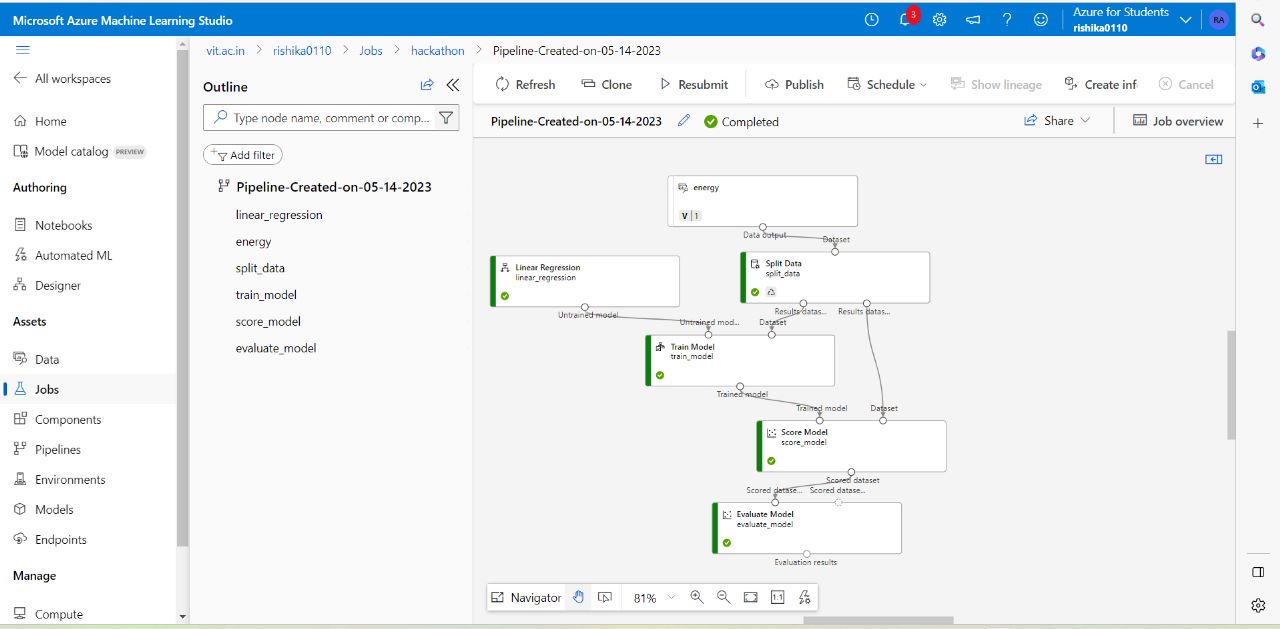 Microsoft Azure Machine Learning Studio
3
Azure for Students
rishika0110
RA
All workspaces
Home
Model catalog PREVIEW
Authoring
Notebooks
Automated ML
Designer
Assets
Data
Jobs
Components
Pipelines
Environments
Models
Endpoints
Manage
Compute
vit.ac.in > rishika0110 > Jobs > hackathon > Pipeline-Created-on-05-14-2023
Outline
Type node name, comment or comp...
Add filter
Pipeline-Created-on-05-14-2023
linear_regression
energy
split_data
train_model
score_model
evaluate_model
Refresh Clone Resubmit Publish Schedule Show lineage Create inf Cancel
Pipeline-Created-on-05-14-2023 Completed Share Job overview
energy
V | 1
Data output
Dataset
Linear Regression
linear_regression
Untrained model
Split Data
split_data
Results datas... Results datas...
Untrained mod... Dataset
Train Model
train_model
Trained model
Trained model Dataset
Score Model
score_model
Scored dataset
Scored datase... Scored datase...
Evaluate Model
evaluate_model
Evaluation results
Navigator 81% 1:1